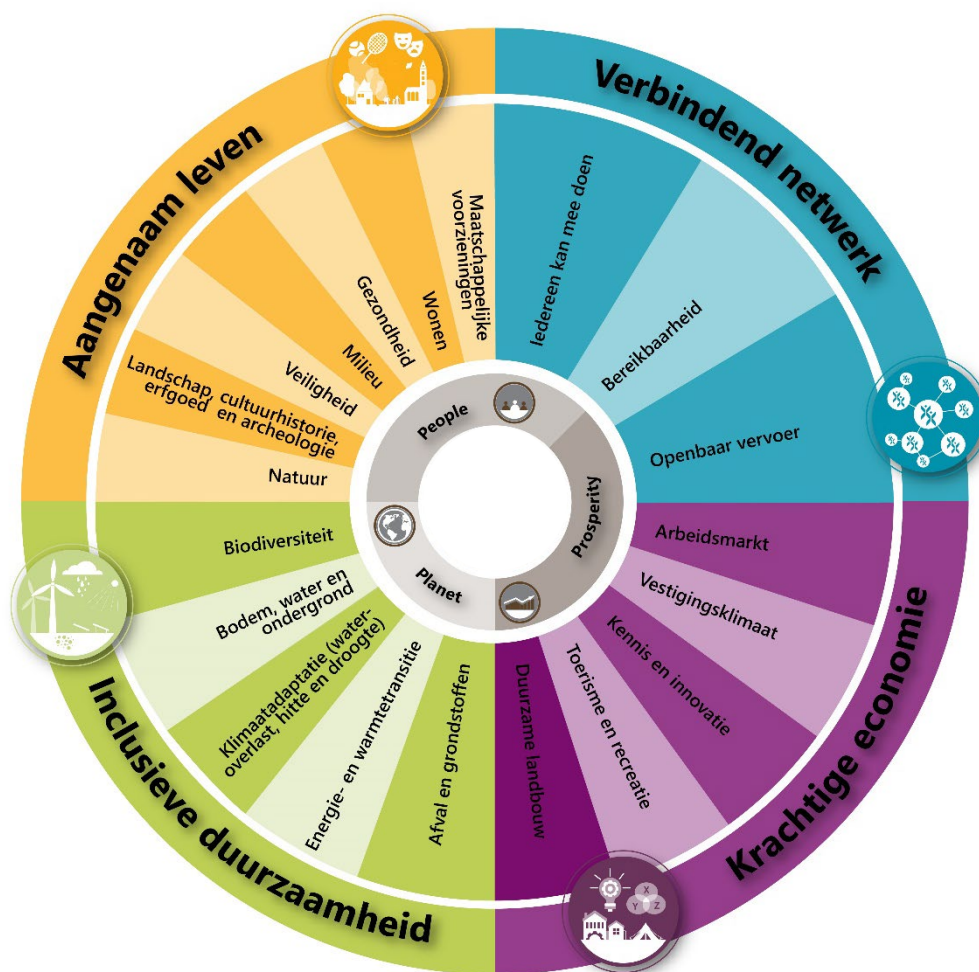 Aangenaam leven
Verbindend netwerk
Krachtige economie
Inclusieve duurzaamheid
Maatschappelijke
voorzieningen
Wonen
Gezondheid
Milieu
Veiligheid
Landschap, cultuurhistorie,
erfgoed en archeologie
Natuur
Iedereen kan mee doen
Bereikbaarheid
Openbaar vervoer
Arbeidsmarkt
Vestigingsklimaat
Kennis en innovatie
Toerisme en recreatie
Duurzame landbouw
Afval en grondstoffen
Energie- en warmtetransitie
Klimaatadaptatie (water-
overlast, hitte en droogte)
Bodem, water en
ondergrond
Biodiversiteit
People
Prosperity
Planet
X
Y
Z